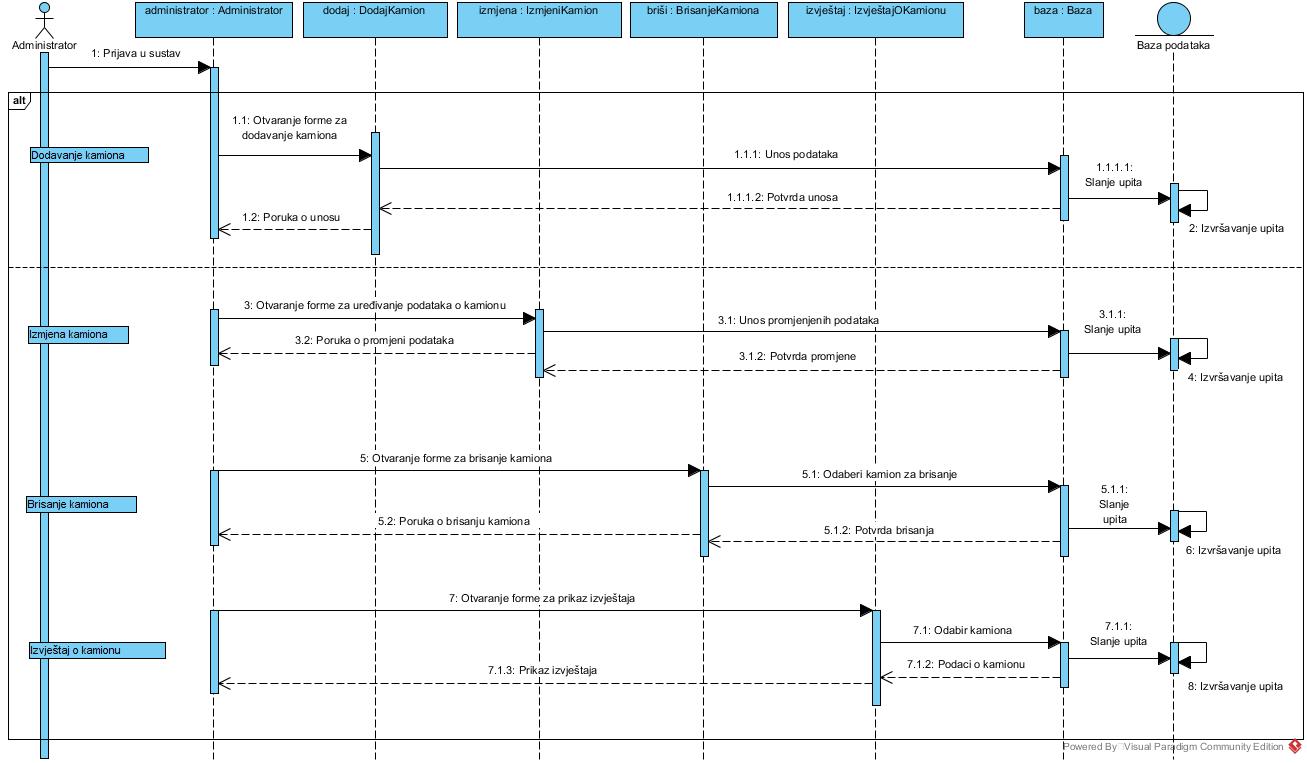 administrator : Administrator
dodaj : DodajKamion
izmjena : IzmjeniKamion
briši : BrisanjeKamiona
izvještaj : IzvještajOKamionu
baza : Baza
Administrator
Baza podataka
1: Prijava u sustav
alt
1.1: Otvaranje forme za
dodavanje kamiona
Dodavanje kamiona
1.1.1: Unos podataka
1.1.1.1:
Slanje upita
1.1.1.2: Potvrda unosa
1.2: Poruka o unosu
2: Izvršavanje upita
3: Otvaranje forme za uređivanje podataka o kamionu
3.1: Unos promjenjenih podataka
3.1.1:
Slanje upita
Izmjena kamiona
3.2: Poruka o promjeni podataka
3.1.2: Potvrda promjene
4: Izvršavanje upita
5: Otvaranje forme za brisanje kamiona
5.1: Odaberi kamion za brisanje
5.1.1:
Slanje
upita
Brisanje kamiona
5.2: Poruka o brisanju kamiona
5.1.2: Potvrda brisanja
6: Izvršavanje upita
7: Otvaranje forme za prikaz izvještaja
7.1: Odabir kamiona
7.1.1:
Slanje upita
Izvještaj o kamionu
7.1.2: Podaci o kamionu
7.1.3: Prikaz izvještaja
8: Izvršavanje upita
Powered By Visual Paradigm Community Edition